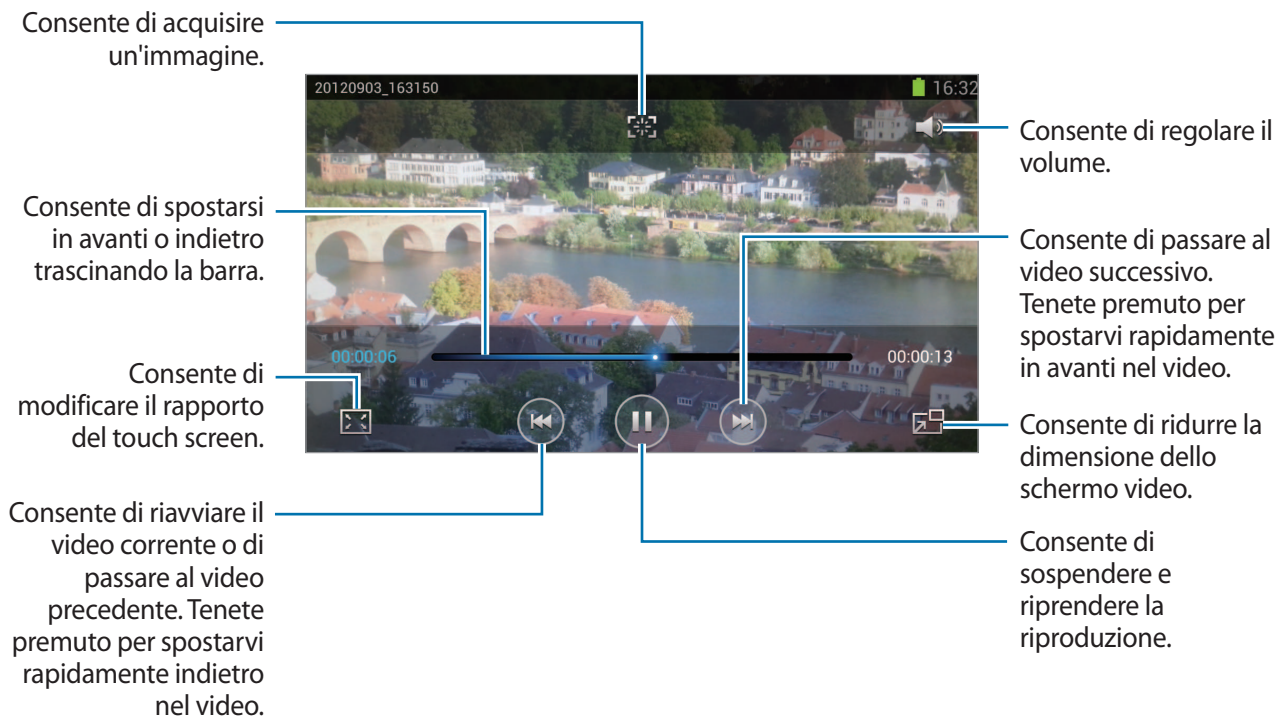 Consente di acquisire
un'immagine.
20120903_163150
16:32
Consente di regolare il
volume.
Consente di spostarsi
in avanti o indietro
trascinando la barra.
Consente di passare al
video successivo.
Tenete premuto per
spostarvi rapidamente
in avanti nel video.
00:00:06
00:00:13
Consente di
modificare il rapporto
del touch screen.
Consente di ridurre la
dimensione dello
schermo video.
Consente di riavviare il
video corrente o di
passare al video
precedente. Tenete
premuto per spostarvi
rapidamente indietro
nel video.
Consente di
sospendere e
riprendere la
riproduzione.